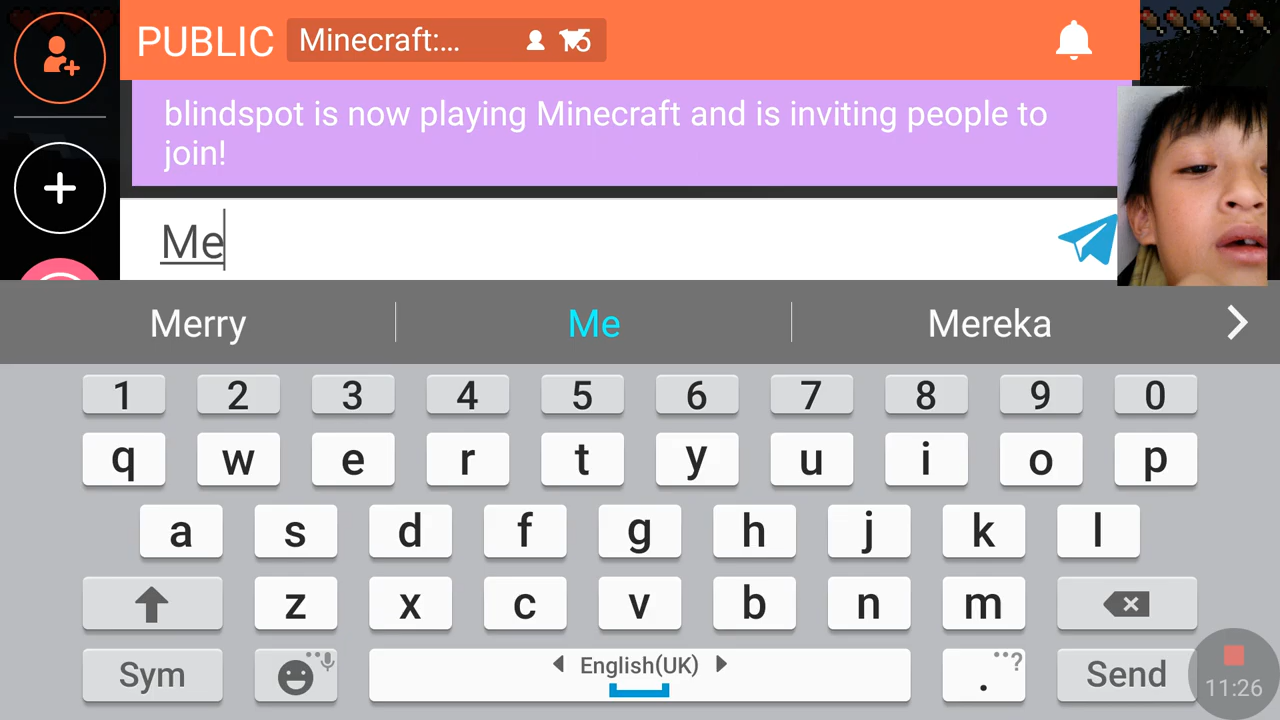 PUBLIC Minecraft:... 5
blindspot is now playing Minecraft and is inviting people to
join!
Me
Merry Me Mereka
1 2 3 4 5 6 7 8 9 0
q w e r t y u i o p
a s d f g h j k l
z x c v b n m
Sym English(UK) . ? Send
11:26